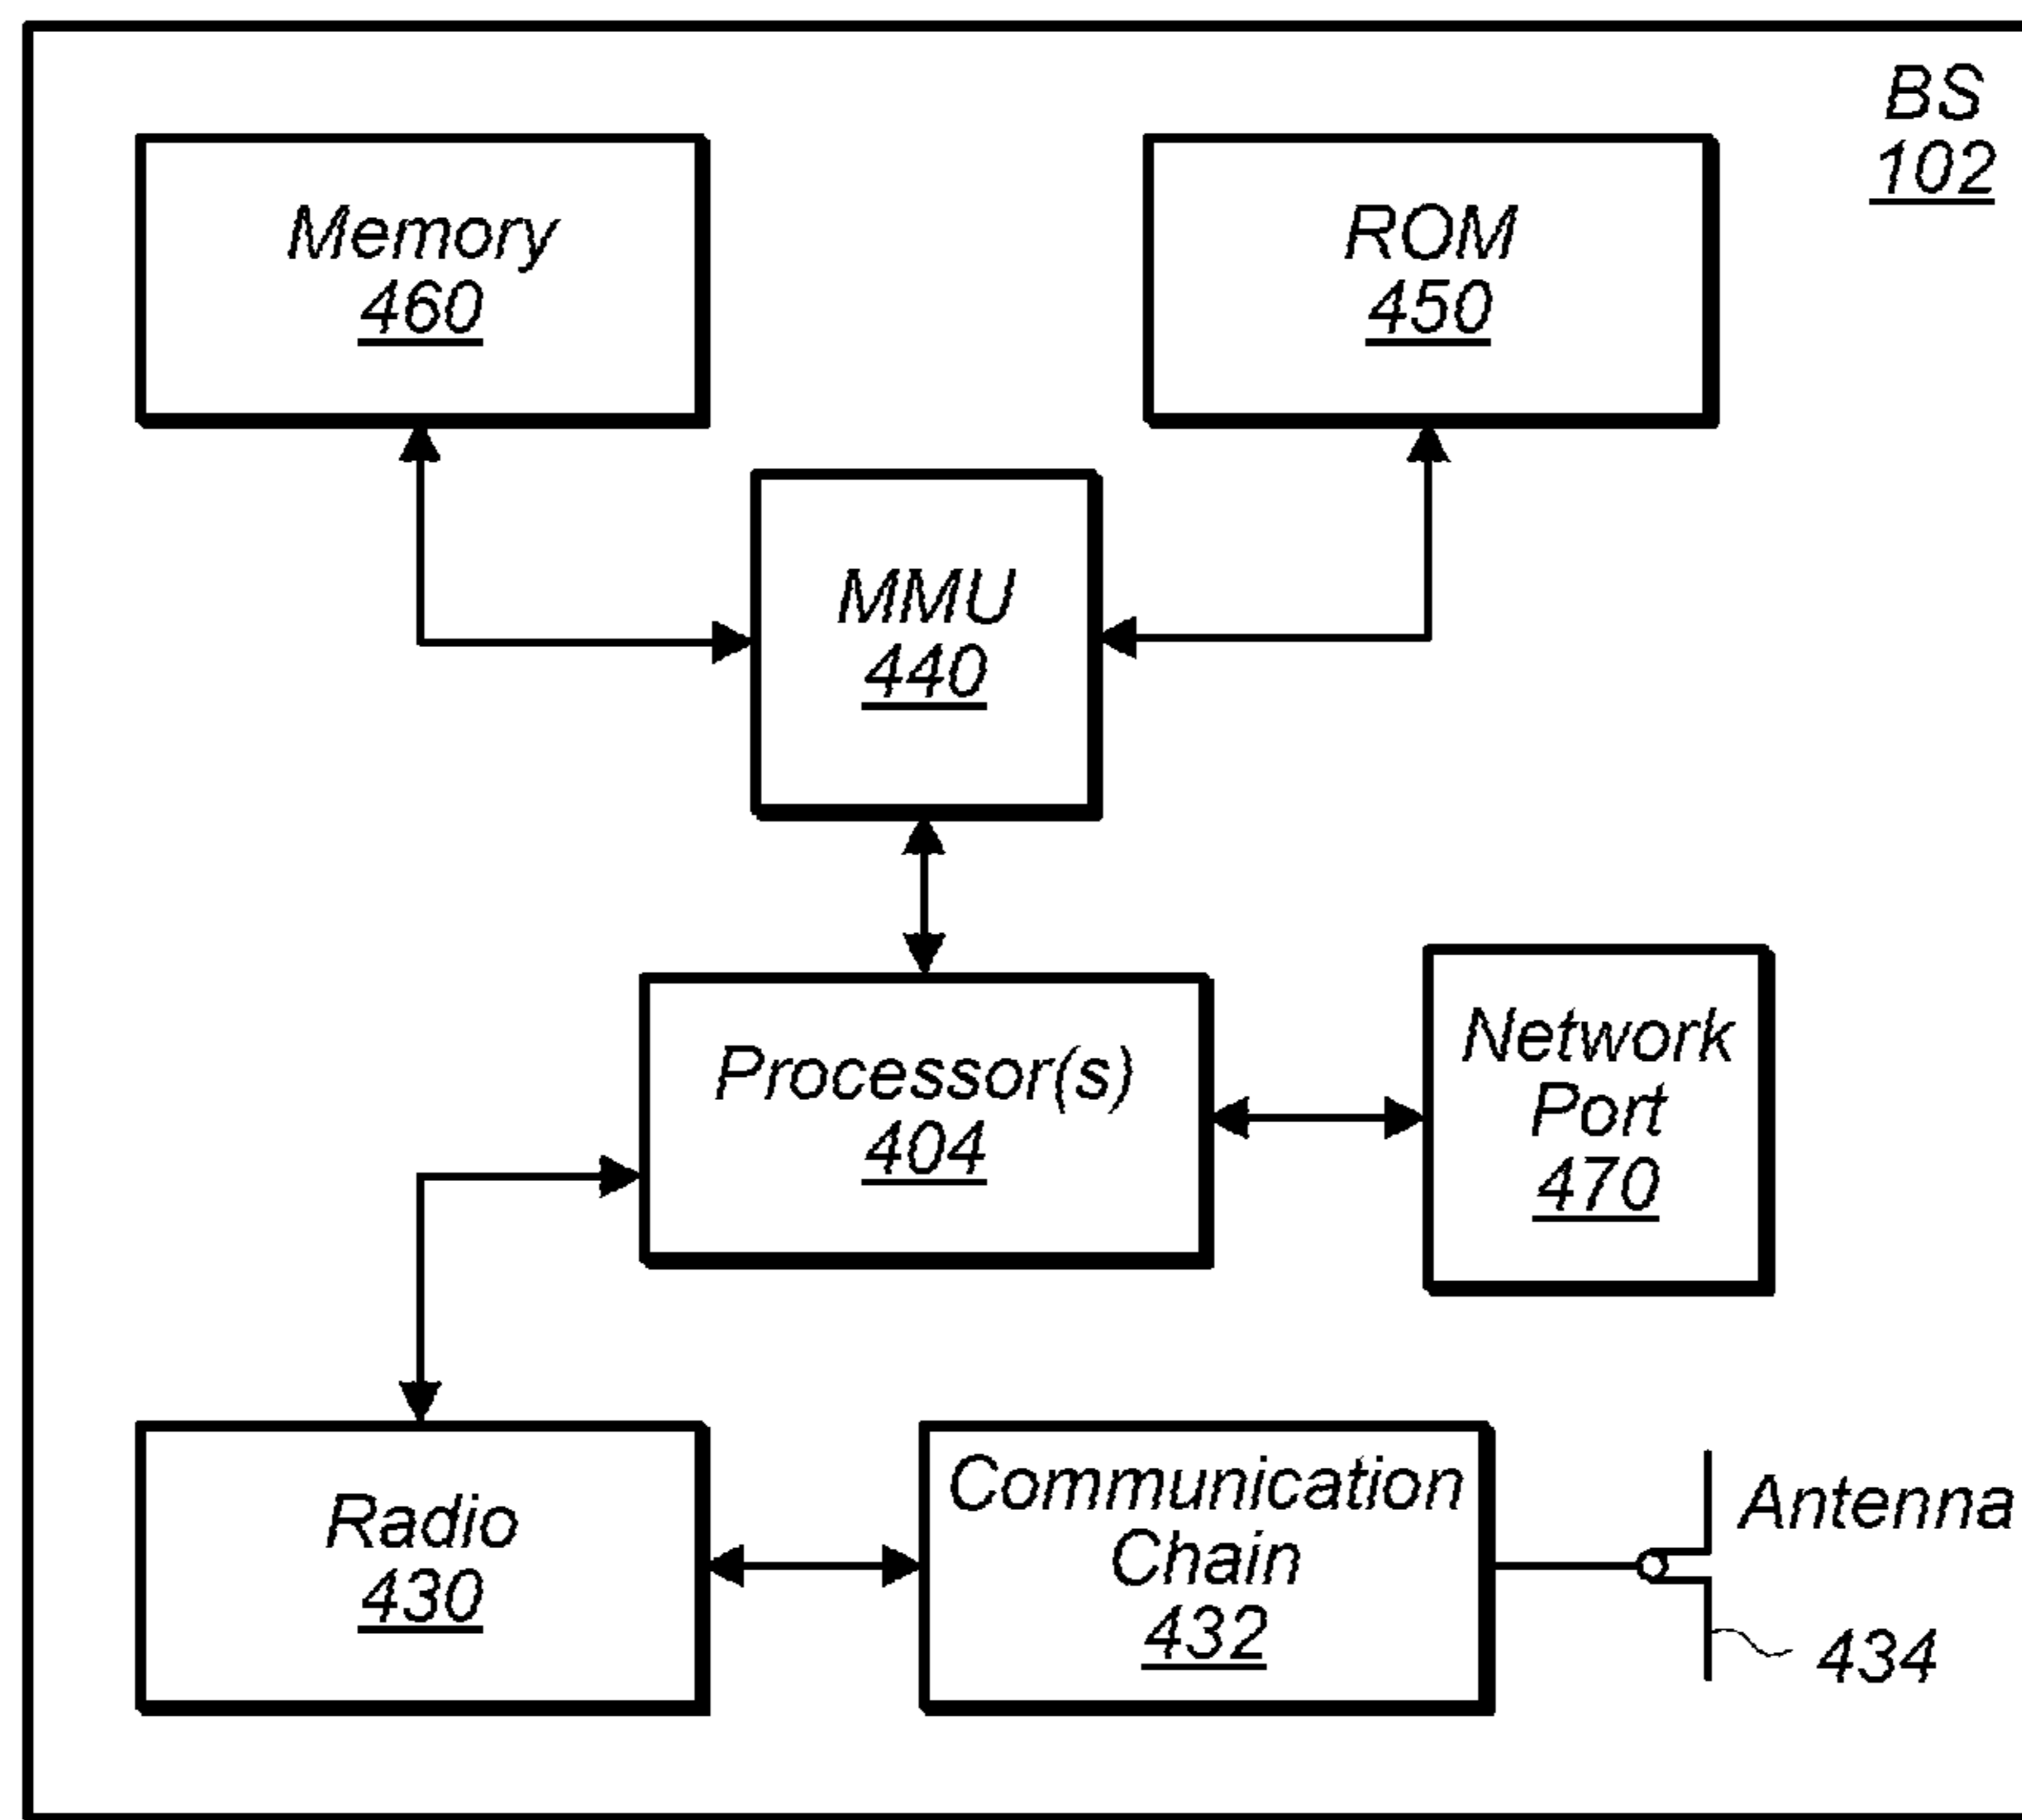 BS
102
Memory
460
ROM
450
MMU
440
Processor(s)
404
Network
Port
470
Radio
430
Communication
Chain
432
Antenna
434